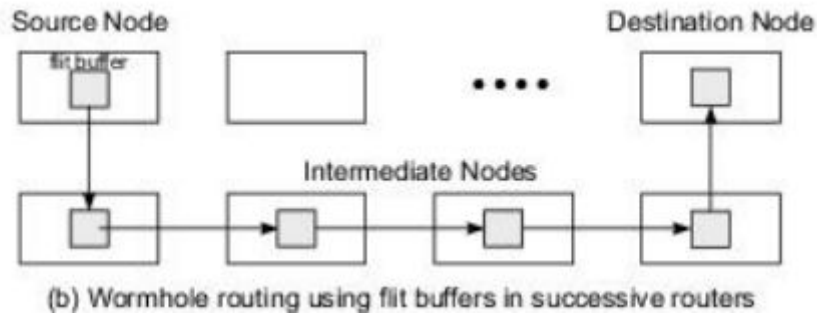 Source Node
Destination Node
flit buffer
Intermediate Nodes
(b) Wormhole routing using flit buffers in successive routers